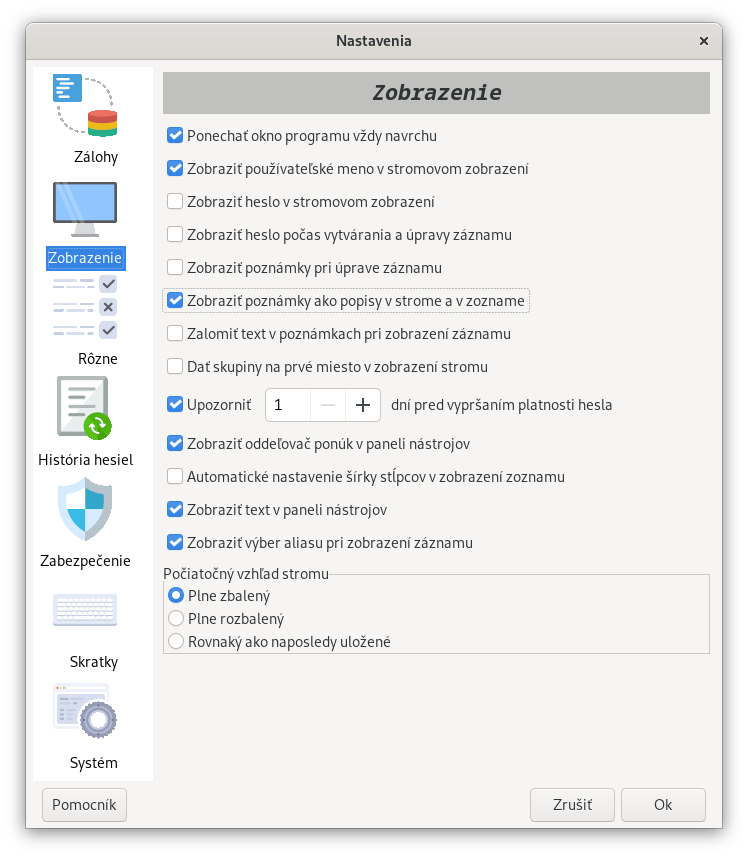 Nastavenia
Zálohy
Zobrazenie
Rôzne
História hesiel
Zabezpečenie
Skratky
Systém
Zobrazenie
Ponechať okno programu vždy navrchu
Zobraziť používateľské meno v stromovom zobrazení
Zobraziť heslo v stromovom zobrazení
Zobraziť heslo počas vytvárania a úpravy záznamu
Zobraziť poznámky pri úprave záznamu
Zobraziť poznámky ako popisy v strome a v zozname
Zalomiť text v poznámkach pri zobrazení záznamu
Dať skupiny na prvé miesto v zobrazení stromu
Upozorniť 1 dní pred vypršaním platnosti hesla
Zobraziť oddeľovač ponúk v paneli nástrojov
Automatické nastavenie šírky stĺpcov v zobrazení zoznamu
Zobraziť text v paneli nástrojov
Zobraziť výber aliasu pri zobrazení záznamu
Počiatočný vzhľad stromu
Plne zbalený
Plne rozbalený
Rovnaký ako naposledy uložené
Pomocník Zrušiť Ok